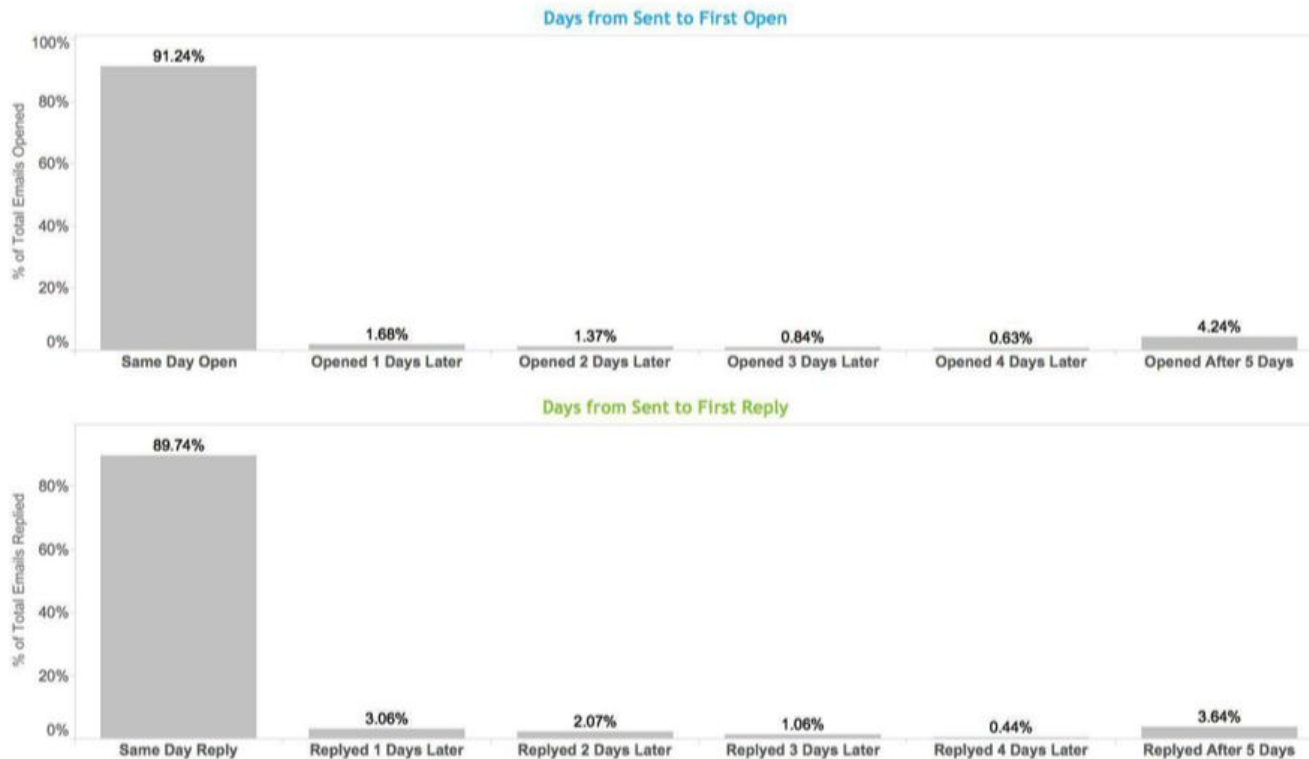 Days from Sent to First Open
% of Total Emails Opened
100%
80%
60%
40%
20%
0%
91.24%
1.68%
1.37%
0.84%
0.63%
4.24%
Same Day Open
Opened 1 Days Later
Opened 2 Days Later
Opened 3 Days Later
Opened 4 Days Later
Opened After 5 Days
Days from Sent to First Reply
% of Total Emails Replied
80%
60%
40%
20%
0%
89.74%
3.06%
2.07%
1.06%
0.44%
3.64%
Same Day Reply
Replyed 1 Days Later
Replyed 2 Days Later
Replyed 3 Days Later
Replyed 4 Days Later
Replyed After 5 Days